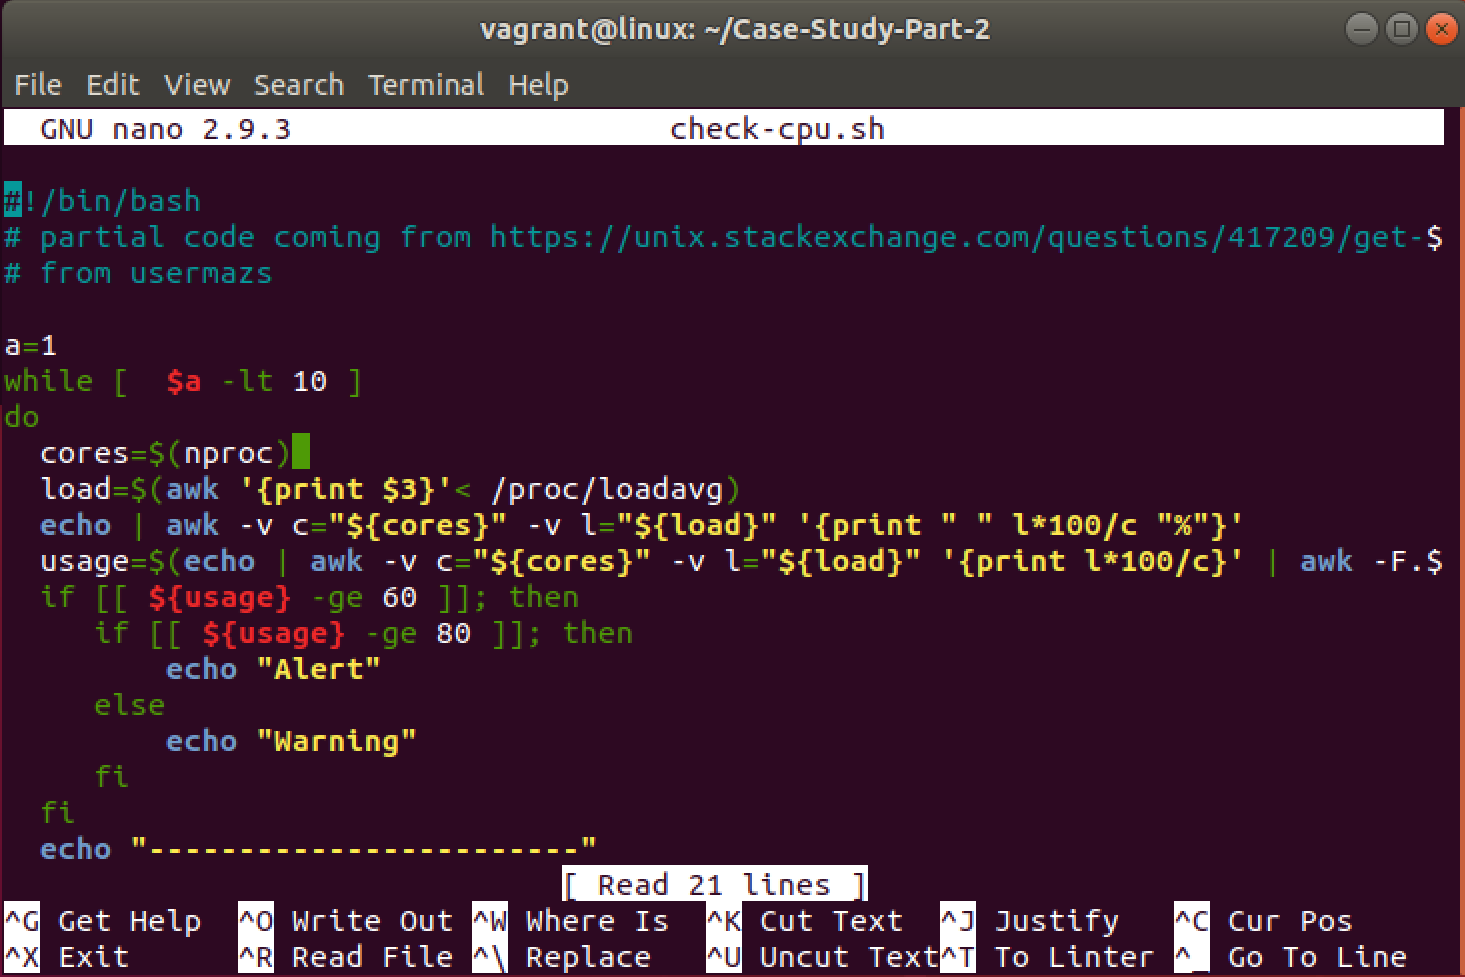 vagrant@linux: ~/Case-Study-Part-2
File Edit View Search Terminal Help
GNU nano 2.9.3 check-cpu.sh
#!/bin/bash
# partial code coming from https://unix.stackexchange.com/questions/417209/get-$
# from usermazs
a=1
while [  $a -lt 10 ]
do
  cores=$(nproc)
  load=$(awk '{print $3}'< /proc/loadavg)
  echo | awk -v c="${cores}" -v l="${load}" '{print " " l*100/c "%"}'
  usage=$(echo | awk -v c="${cores}" -v l="${load}" '{print l*100/c}' | awk -F.$
  if [[ ${usage} -ge 60 ]]; then
     if [[ ${usage} -ge 80 ]]; then
         echo "Alert"
     else
         echo "Warning"
     fi
  fi
  echo "------------------------"
[ Read 21 lines ]
^G Get Help ^O Write Out ^W Where Is ^K Cut Text ^J Justify ^C Cur Pos
^X Exit ^R Read File ^\ Replace ^U Uncut Text ^T To Linter ^_ Go To Line